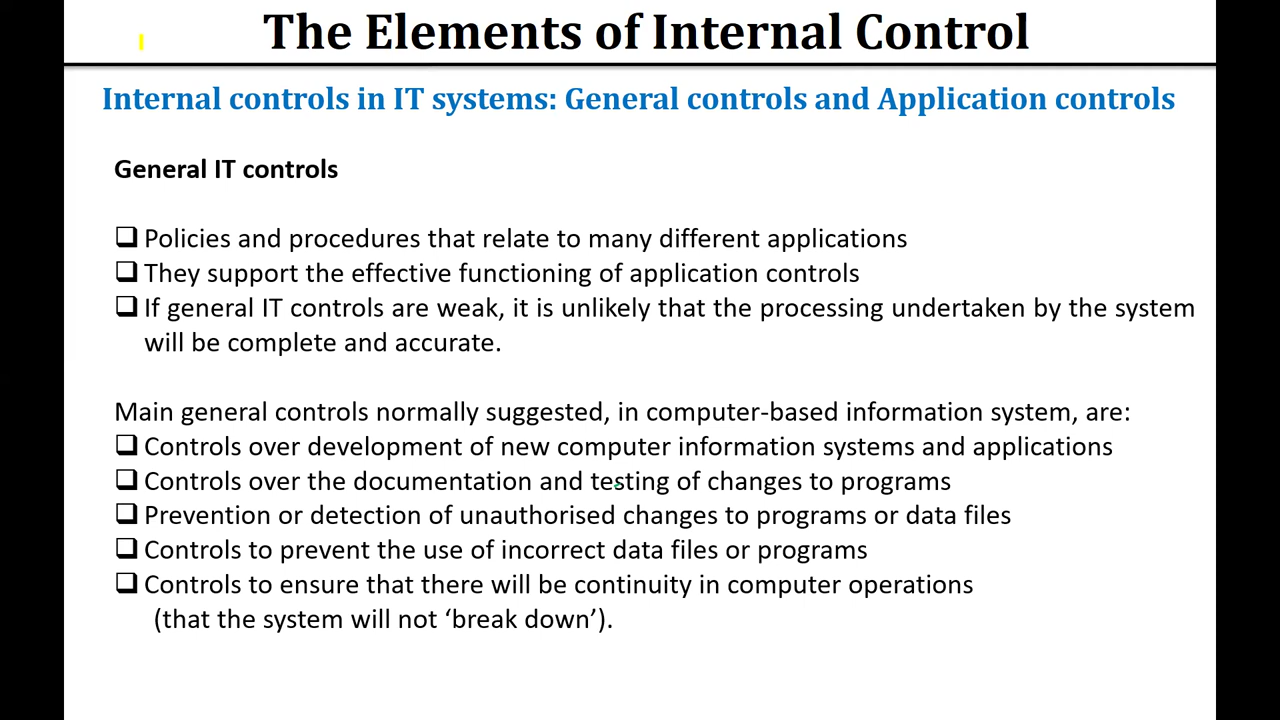 The Elements of Internal Control
Internal controls in IT systems: General controls and Application controls
General IT controls
❑ Policies and procedures that relate to many different applications
❑ They support the effective functioning of application controls
❑ If general IT controls are weak, it is unlikely that the processing undertaken by the system
will be complete and accurate.
Main general controls normally suggested, in computer-based information system, are:
❑ Controls over development of new computer information systems and applications
❑ Controls over the documentation and testing of changes to programs
❑ Prevention or detection of unauthorised changes to programs or data files
❑ Controls to prevent the use of incorrect data files or programs
❑ Controls to ensure that there will be continuity in computer operations
(that the system will not ‘break down’).